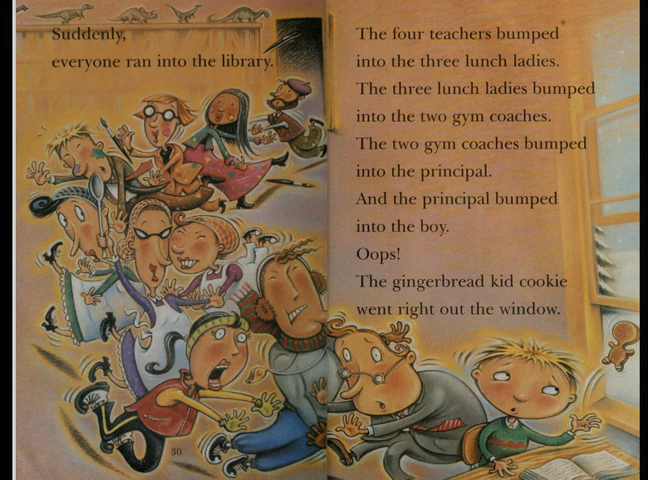 Suddenly,
everyone ran into the library.
30
The four teachers bumped
into the three lunch ladies.
The three lunch ladies bumped
into the two gym coaches.
The two gym coaches bumped
into the principal.
And the principal bumped
into the boy.
Oops!
The gingerbread kid cookie
went right out the window.